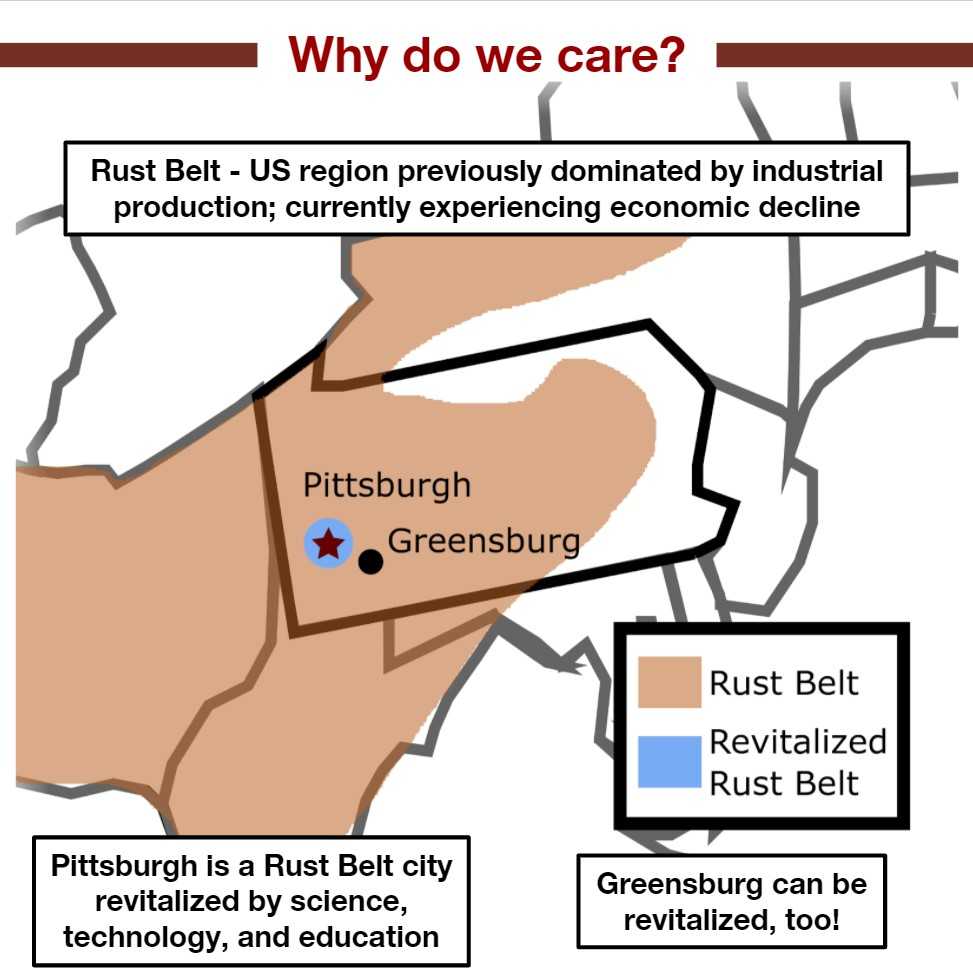 Why do we care?
Rust Belt - US region previously dominated by industrial
production; currently experiencing economic decline
Pittsburgh
Greensburg
Rust Belt
Revitalized
Rust Belt
Pittsburgh is a Rust Belt city
revitalized by science,
technology, and education
Greensburg can be
revitalized, too!